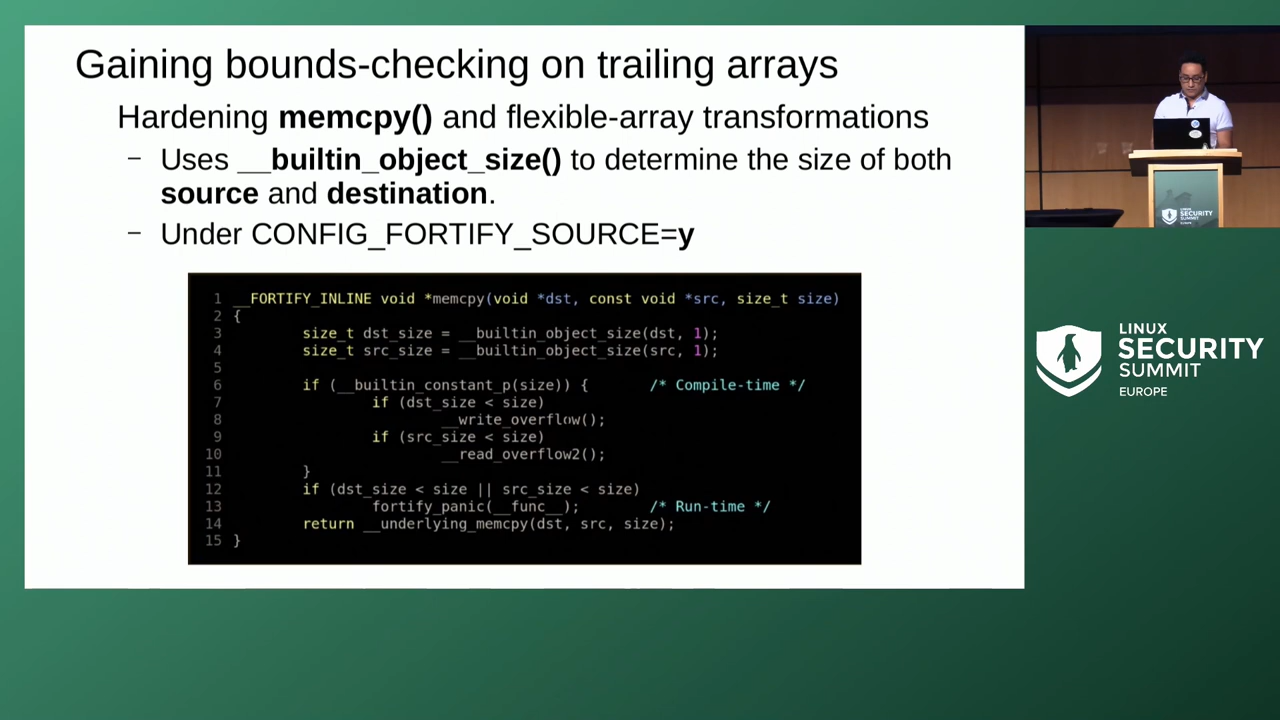 Gaining bounds-checking on trailing arrays
Hardening memcpy() and flexible-array transformations
– Uses __builtin_object_size() to determine the size of both
source and destination.
– Under CONFIG_FORTIFY_SOURCE=y
1 __FORTIFY_INLINE void *memcpy(void *dst, const void *src, size_t size)
2 {
3 size_t dst_size = __builtin_object_size(dst, 1);
4 size_t src_size = __builtin_object_size(src, 1);
5
6 if (__builtin_constant_p(size)) { /* Compile-time */
7 if (dst_size < size)
8 __write_overflow();
9 if (src_size < size)
10 __read_overflow2();
11 }
12 if (dst_size < size || src_size < size)
13 fortify_panic(__func__); /* Run-time */
14 return __underlying_memcpy(dst, src, size);
15 }
LINUX
SECURITY
SUMMIT
EUROPE
LINUX
SECURITY
SUMMIT
EUROPE